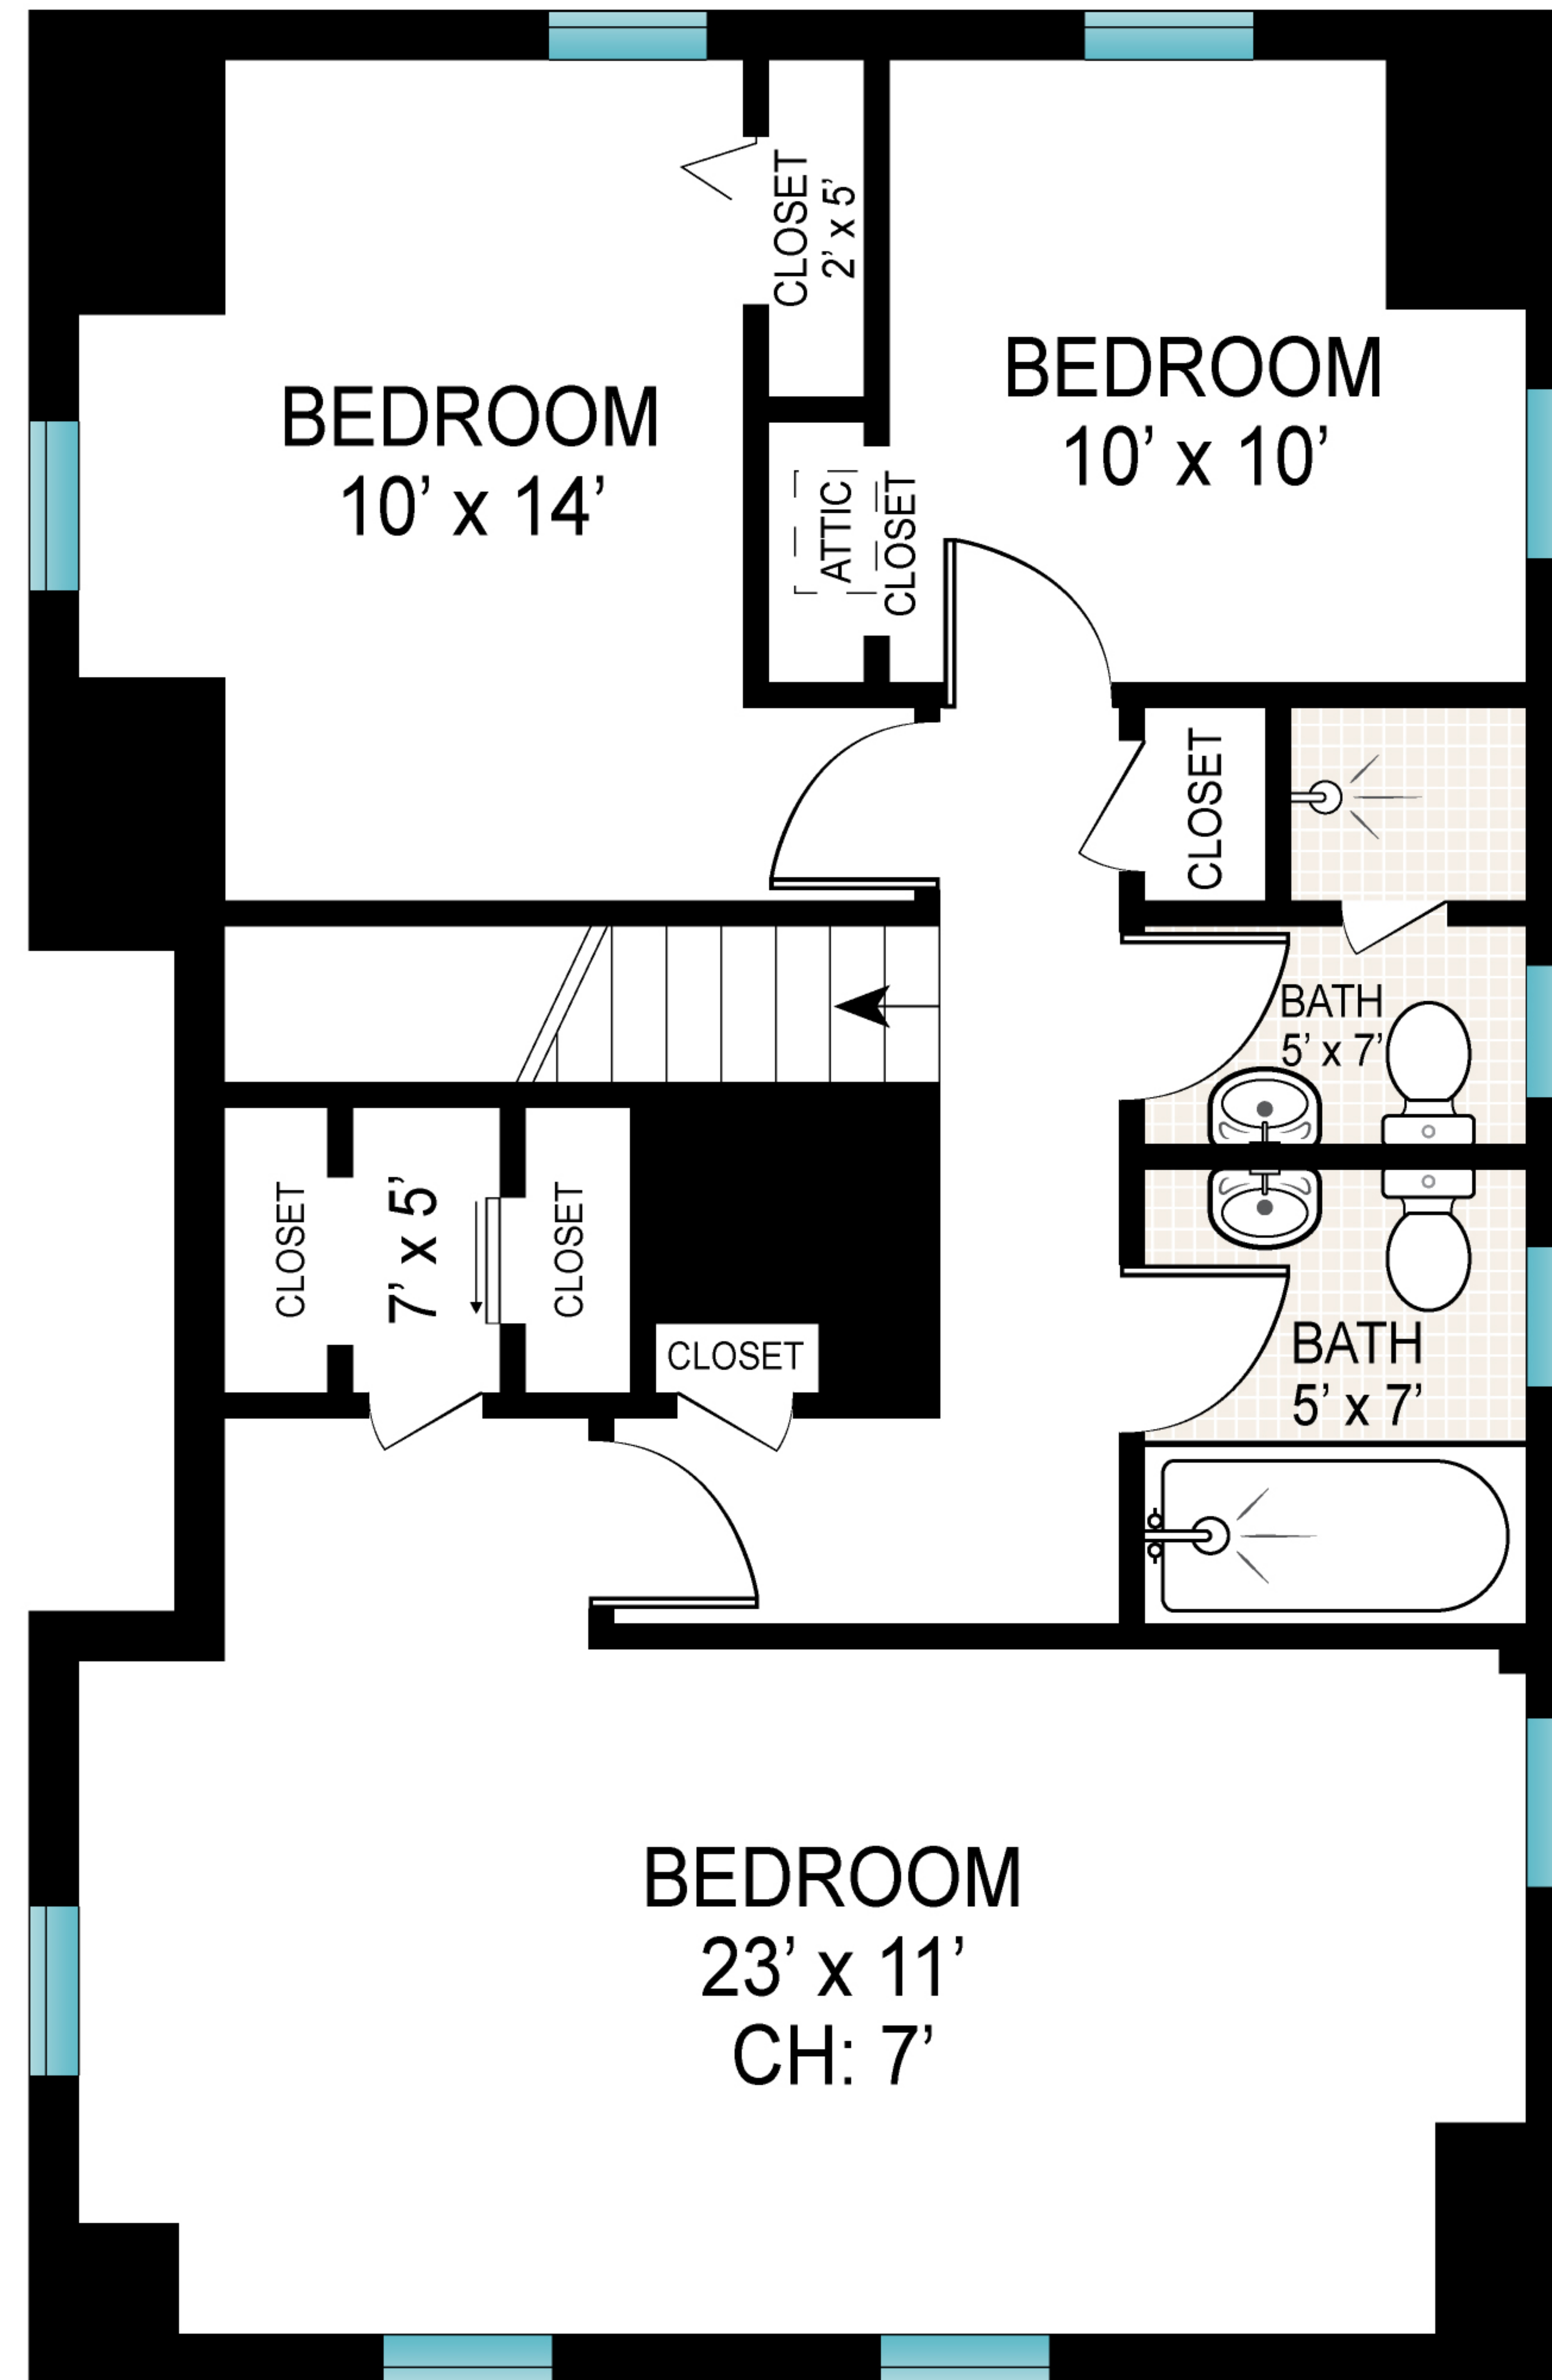 CLOSET
2’ x 5’
BEDROOM
10’ x 14’
BEDROOM
10’ x 10’
ATTIC
CLOSET
CLOSET
BATH
5’ x 7’
CLOSET
7’ x 5’
CLOSET
CLOSET
BATH
5’ x 7’
BEDROOM
23’ x 11’
CH: 7’